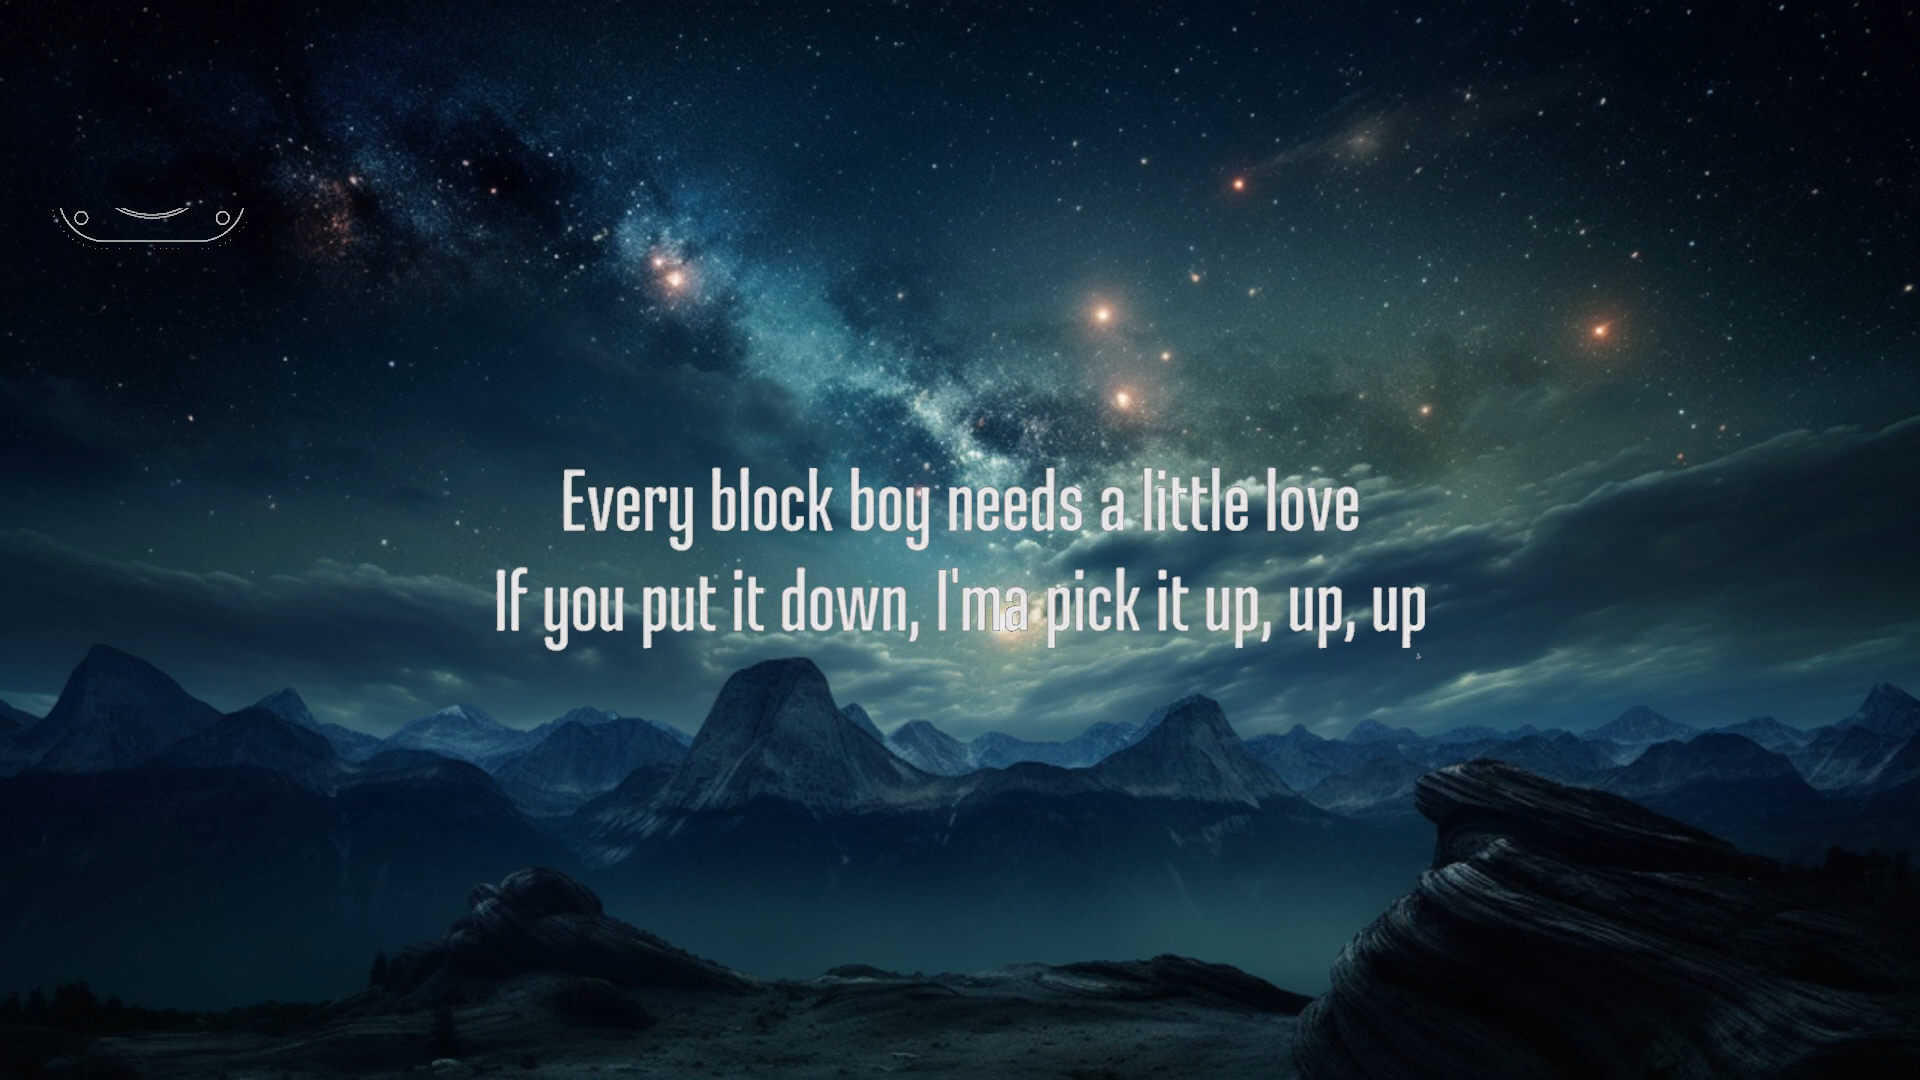 Every block boy needs a little love
If you put it down, I'ma pick it up, up, up